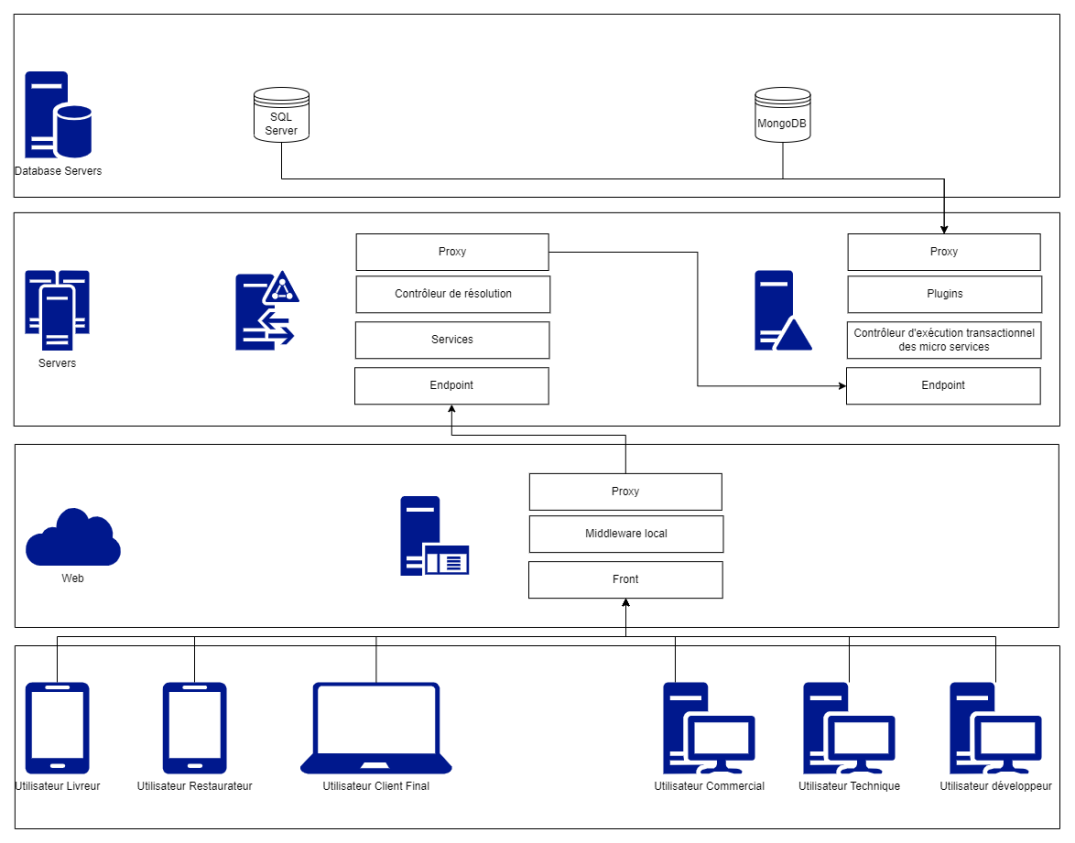 SQL
Server
MongoDB
Database Servers
Proxy
Proxy
Contrôleur de résolution
Plugins
Services
Contrôleur d'exècution transactionnel
des micro services
Servers
Endpoint
Endpoint
Proxy
Middleware local
Web
Front
Utilisateur Livreur
Utilisateur Restaurateur
Utilisateur Client Final
Utilisateur Commercial
Utilisateur Technique
Utilisateur développeur